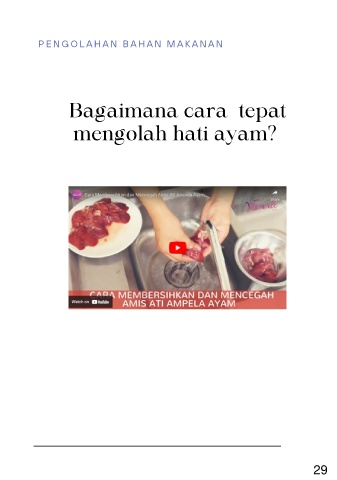 PENGOLAHAN BAHAN MAKANAN
Bagaimana cara tepat
mengolah hati ayam?
Cara Membersihkan dan Mencegah Amis Ati Ampela Ayam
Share
CARA MEMBERSIHKAN DAN MENCEGAH
AMIS ATI AMPELA AYAM
Watch on YouTube
29